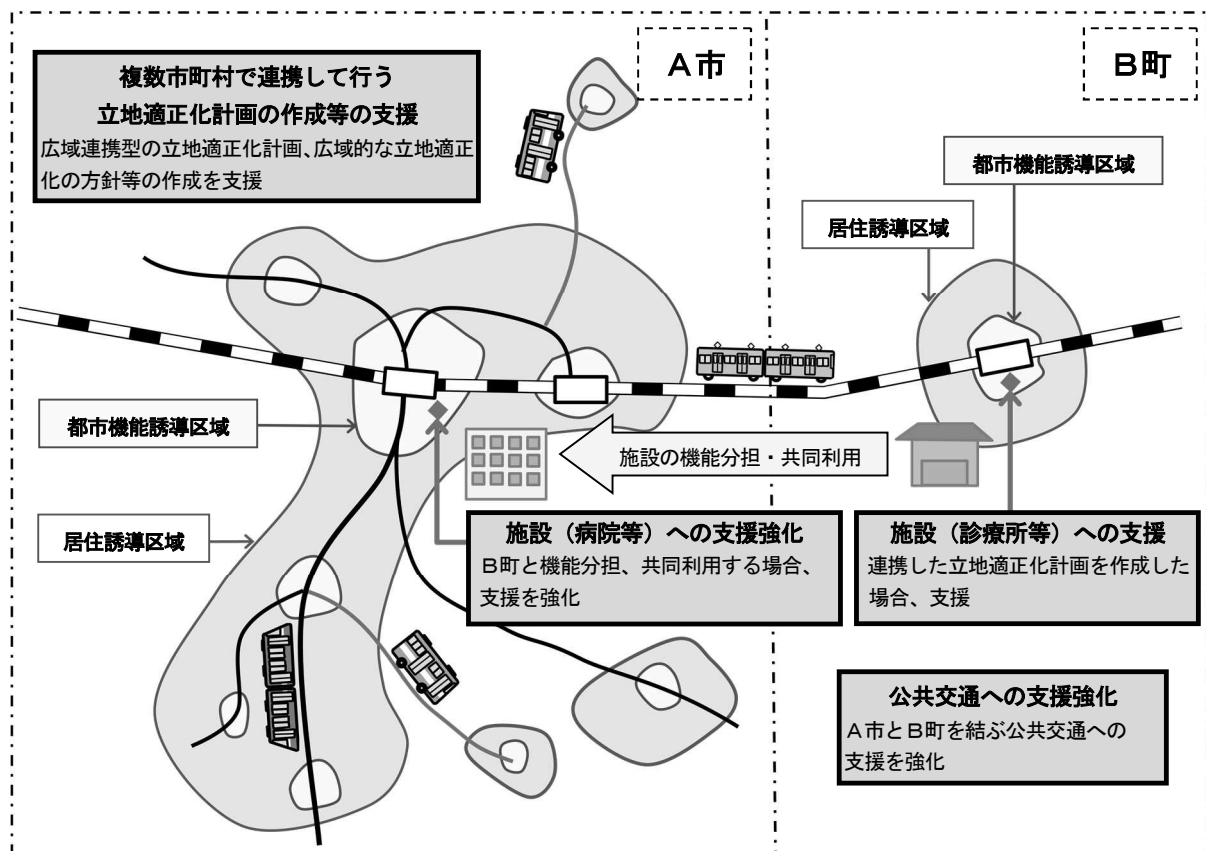 A市
B町
複数市町村で連携して行う
立地適正化計画の作成等の支援
広域連携型の立地適正化計画、広域的な立地適正
化の方針等の作成を支援
都市機能誘導区域
居住誘導区域
都市機能誘導区域
居住誘導区域
施設の機能分担・共同利用
施設（病院等）への支援強化
B町と機能分担、共同利用する場合、
支援を強化
施設（診療所等）への支援
連携した立地適正化計画を作成した
場合、支援
公共交通への支援強化
A市とB町を結ぶ公共交通への
支援を強化